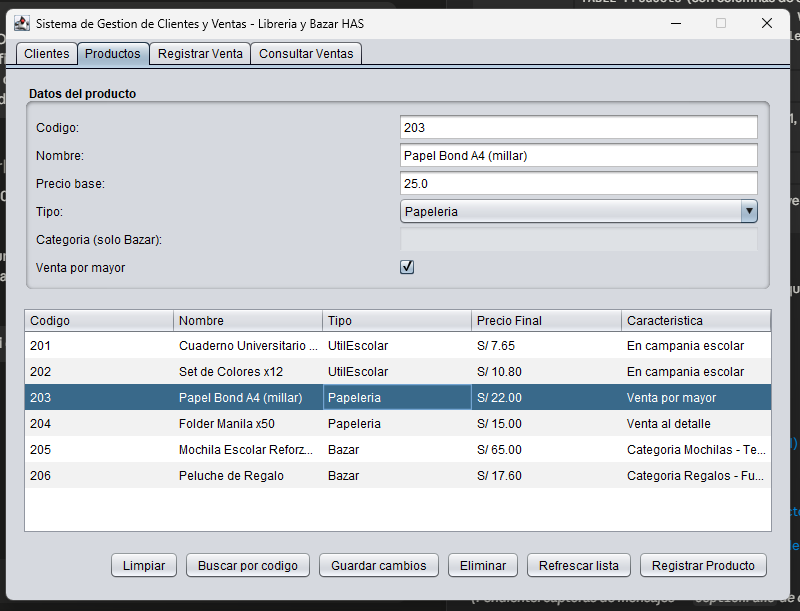 Sistema de Gestion de Clientes y Ventas - Libreria y Bazar HAS
Clientes Productos Registrar Venta Consultar Ventas
Datos del producto
Codigo: 203
Nombre: Papel Bond A4 (millar)
Precio base: 25.0
Tipo: Papeleria
Categoria (solo Bazar):
Venta por mayor
Codigo Nombre Tipo Precio Final Caracteristica
201 Cuaderno Universitario ... UtilEscolar S/ 7.65 En campania escolar
202 Set de Colores x12 UtilEscolar S/ 10.80 En campania escolar
203 Papel Bond A4 (millar) Papeleria S/ 22.00 Venta por mayor
204 Folder Manila x50 Papeleria S/ 15.00 Venta al detalle
205 Mochila Escolar Reforz... Bazar S/ 65.00 Categoria Mochilas - Te...
206 Peluche de Regalo Bazar S/ 17.60 Categoria Regalos - Fu...
Limpiar Buscar por codigo Guardar cambios Eliminar Refrescar lista Registrar Producto